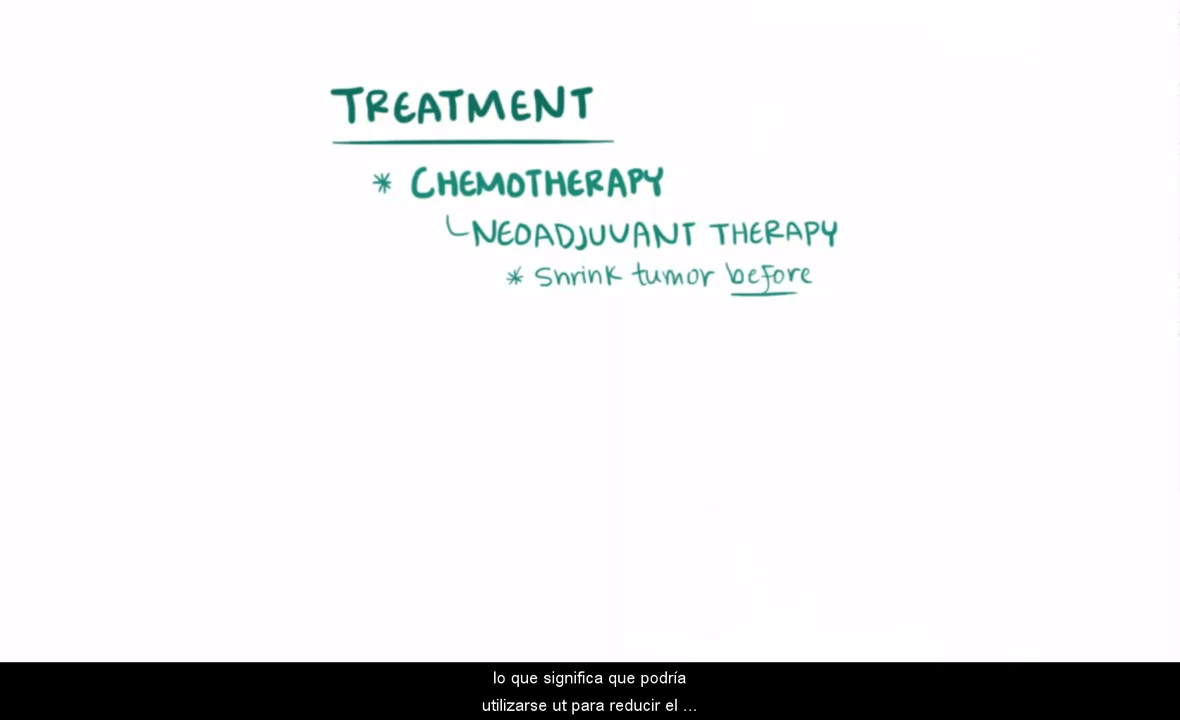 TREATMENT
* CHEMOTHERAPY
NEOADJUVANT THERAPY
* Shrink tumor before
lo que significa que podría
utilizarse ut para reducir el ...